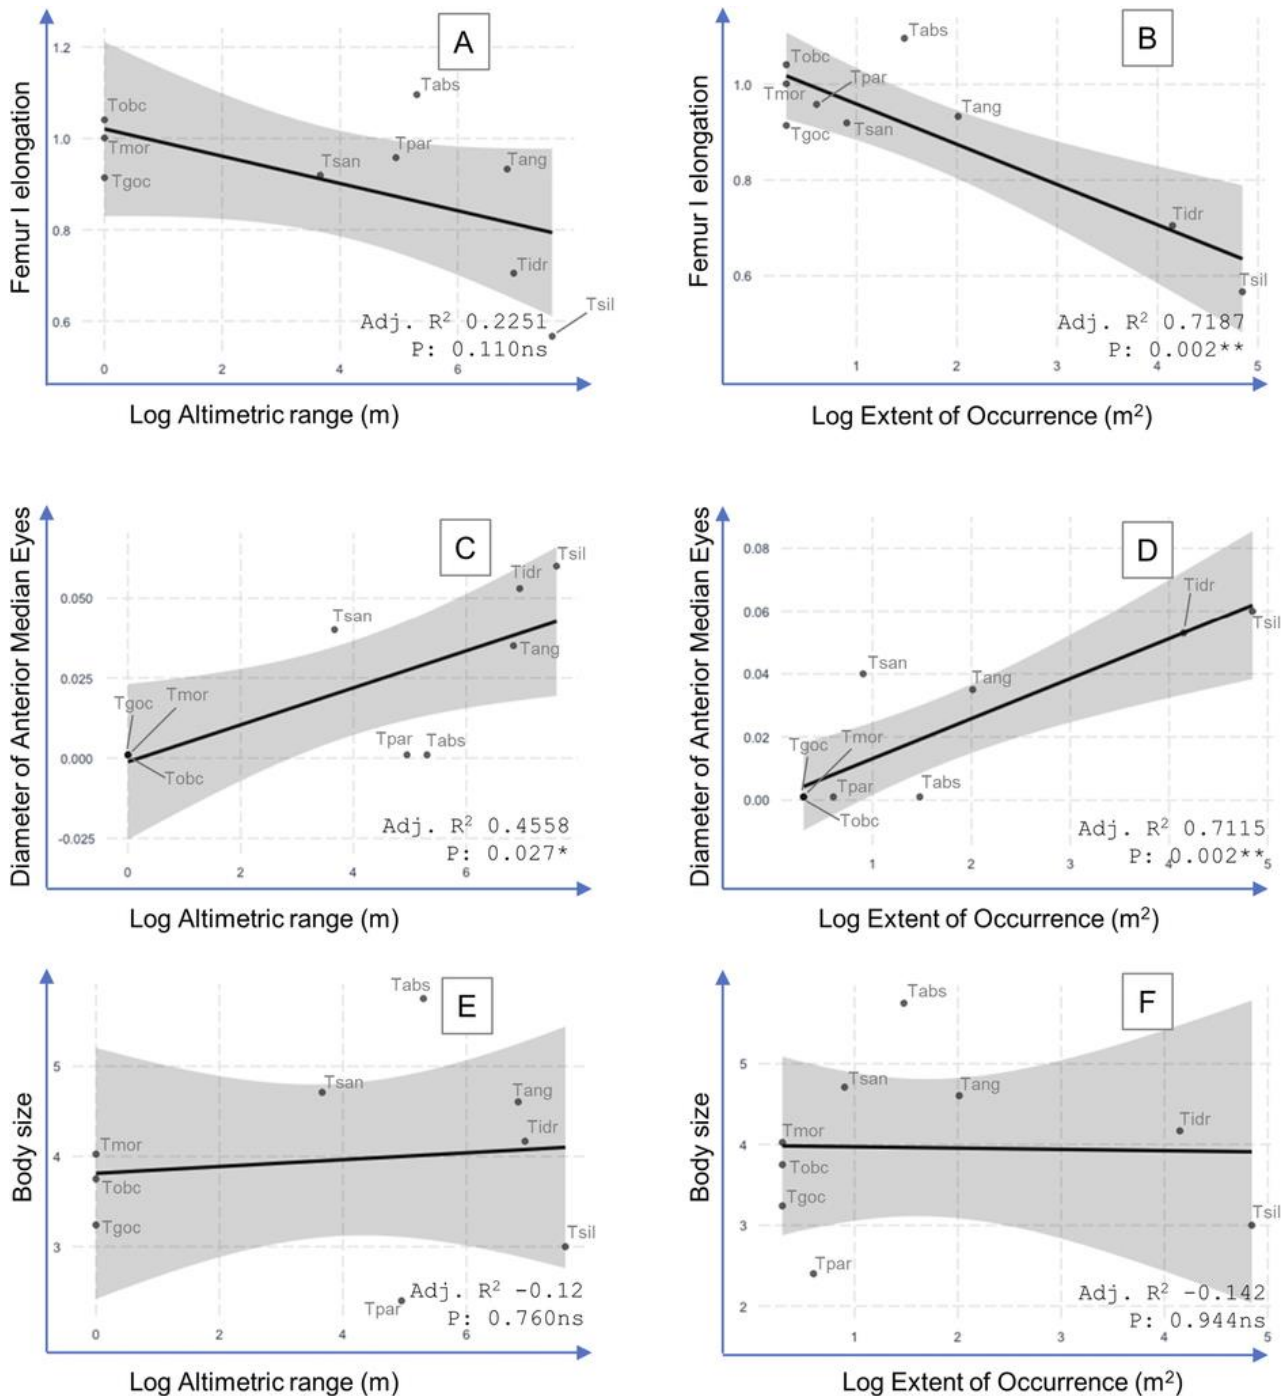 A
1.2
Tabs
Tobc
1.0
Tmor
Tpar
Tsan
Tang
Tgoc
0.8
Tidr
Tsil
0.6
Adj. R² 0.2251
P: 0.110ns
0 2 4 6
Femur I elongation
Log Altimetric range (m)
B
Tabs
Tobc
Tpar
1.0
Tmor
Tang
Tgoc
Tsan
0.8
Tidr
0.6
Tsil
Adj. R² 0.7187
P: 0.002**
1 2 3 4 5
Femur I elongation
Log Extent of Occurrence (m²)
C
Tsil
Tidr
0.050
Tsan
Tang
0.025
Tgoc
Tmor
Tpar
Tabs
0.000
Tobc
-0.025
Adj. R² 0.4558
P: 0.027*
0 2 4 6
Diameter of Anterior Median Eyes
Log Altimetric range (m)
D
0.08
Tidr
0.06
Tsil
Tsan
0.04
Tang
0.02
Tgoc
Tmor
Tpar
Tabs
0.00
Tobc
Adj. R² 0.7115
P: 0.002**
1 2 3 4 5
Diameter of Anterior Median Eyes
Log Extent of Occurrence (m²)
E
Tabs
5
Tsan
Tang
Tmor
Tidr
4
Tobc
Tgoc
Tsil
3
Tpar
Adj. R² -0.12
P: 0.760ns
0 2 4 6
Body size
Log Altimetric range (m)
F
Tabs
5
Tsan
Tang
Tmor
Tidr
4
Tobc
Tgoc
Tsil
3
Tpar
2
Adj. R² -0.142
P: 0.944ns
1 2 3 4 5
Body size
Log Extent of Occurrence (m²)